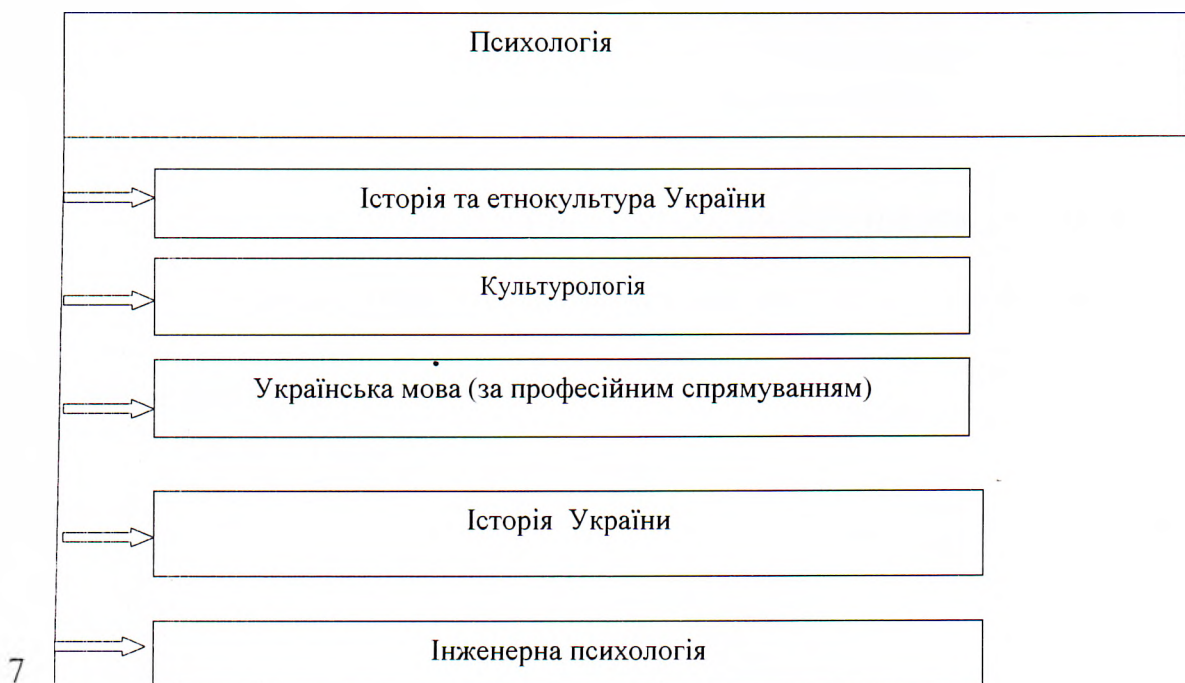 Психологія
Історія та етнокультура України
Культурологія
Українська мова (за професійним спрямуванням)
Історія України
Інженерна психологія
7